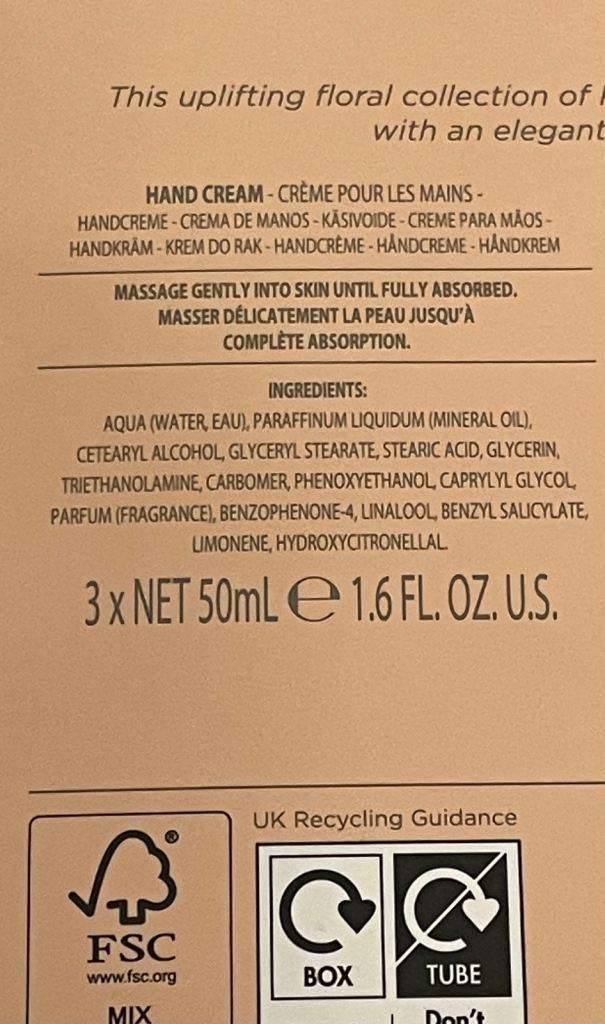 This uplifting floral collection of
with an elegant
HAND CREAM - CRÈME POUR LES MAINS -
HANDCREME - CREMA DE MANOS - KÄSIVOIDE - CREME PARA MÃOS -
HANDKRÄM - KREM DO RAK - HANDCRÈME - HÅNDCREME - HÅNDKREM
MASSAGE GENTLY INTO SKIN UNTIL FULLY ABSORBED.
MASSER DÉLICATEMENT LA PEAU JUSQU'À
COMPLÈTE ABSORPTION.
INGREDIENTS:
AQUA (WATER, EAU), PARAFFINUM LIQUIDUM (MINERAL OIL),
CETEARYL ALCOHOL, GLYCERYL STEARATE, STEARIC ACID, GLYCERIN,
TRIETHANOLAMINE, CARBOMER, PHENOXYETHANOL, CAPRYLYL GLYCOL,
PARFUM (FRAGRANCE), BENZOPHENONE-4, LINALOOL, BENZYL SALICYLATE,
LIMONENE, HYDROXYCITRONELLAL.
3 x NET 50mL ℮ 1.6 FL. OZ. U.S.
UK Recycling Guidance
®
FSC
www.fsc.org
MIX
BOX
TUBE
Don't